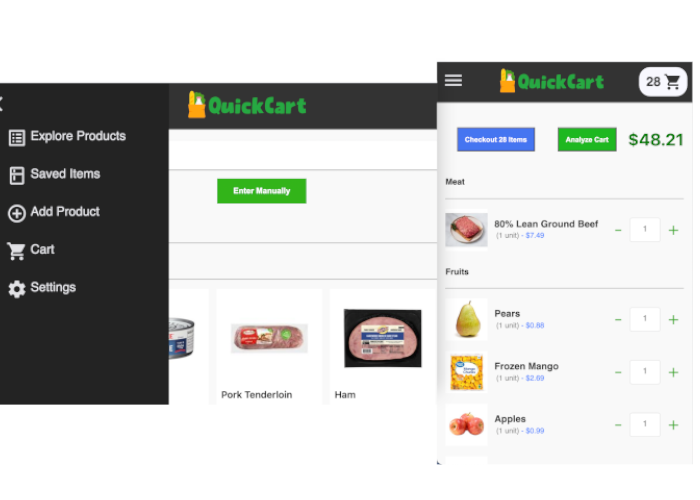 QuickCart
Explore Products
Saved Items
Add Product
Cart
Settings
Enter Manually
Pork Tenderloin
Ham
QuickCart
28
Checkout 28 Items
Analyze Cart
$48.21
Meat
80% Lean Ground Beef
(1 unit) - $7.49
1
Fruits
Pears
(1 unit) - $0.88
1
Frozen Mango
(1 unit) - $2.69
1
Apples
(1 unit) - $0.99
1